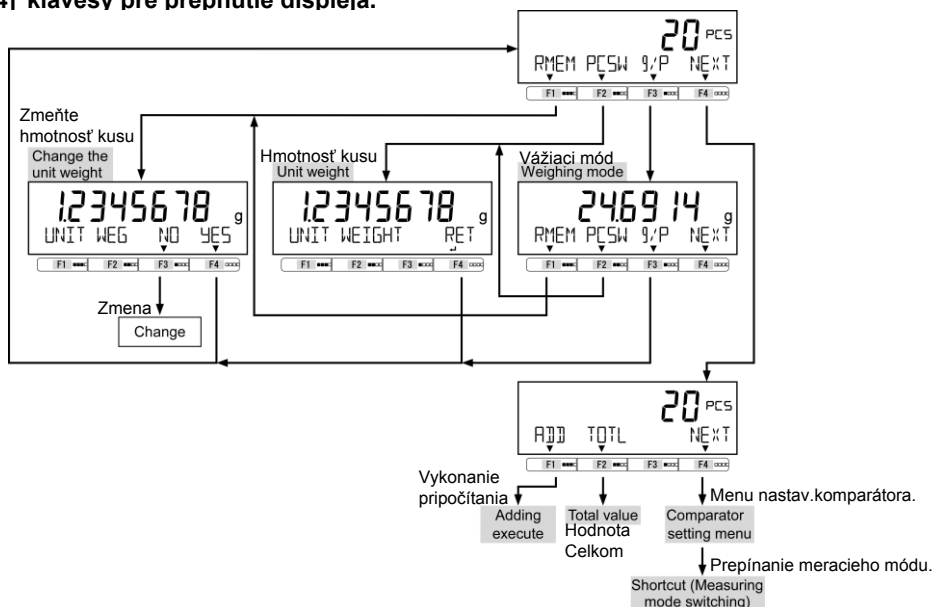 klávesy pre prepnutie displeja.
20 PCS
RMEM PCSW g/P NEXT
F1 F2 F3 F4
Zmeňte
hmotnosť kusu
Change the
unit weight
1.2345678 g
UNIT WEG NO YES
F1 F2 F3 F4
Hmotnosť kusu
Unit weight
1.2345678 g
UNIT WEIGHT RET
F1 F2 F3 F4
Vážiaci mód
Weighing mode
24.6914 g
RMEM PCSW g/P NEXT
F1 F2 F3 F4
Zmena
Change
20 PCS
ADD TOTL NEXT
F1 F2 F3 F4
Vykonanie
pripočítania
Adding
execute
Total value
Hodnota
Celkom
Menu nastav.komparátora.
Comparator
setting menu
Prepínanie meracieho módu.
Shortcut (Measuring
mode switching)